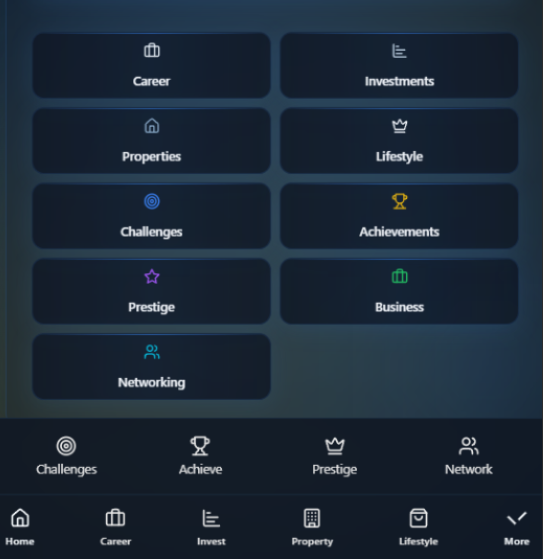 Career
Investments
Properties
Lifestyle
Challenges
Achievements
Prestige
Business
Networking
Challenges
Achieve
Prestige
Network
Home
Career
Invest
Property
Lifestyle
More